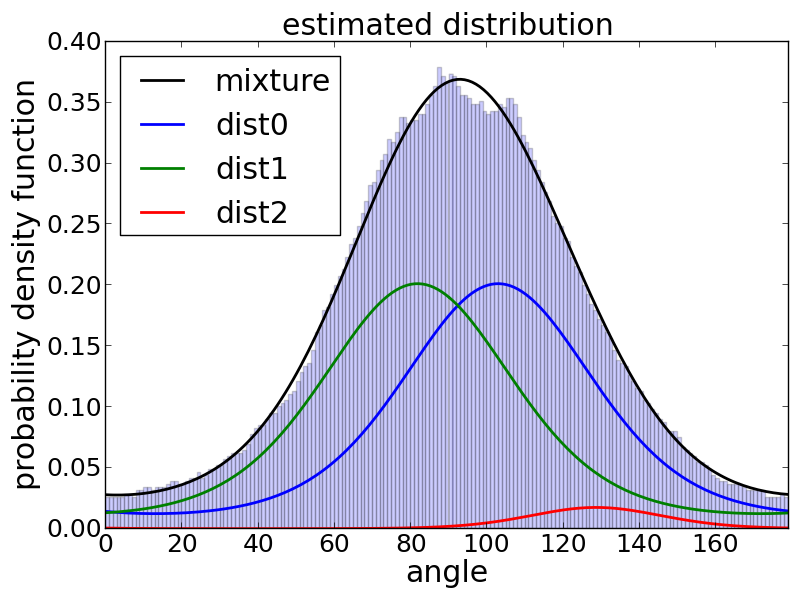 estimated distribution
0.40
0.35
0.30
0.25
0.20
0.15
0.10
0.05
0.00
probability density function
mixture
dist0
dist1
dist2
0 20 40 60 80 100 120 140 160
angle